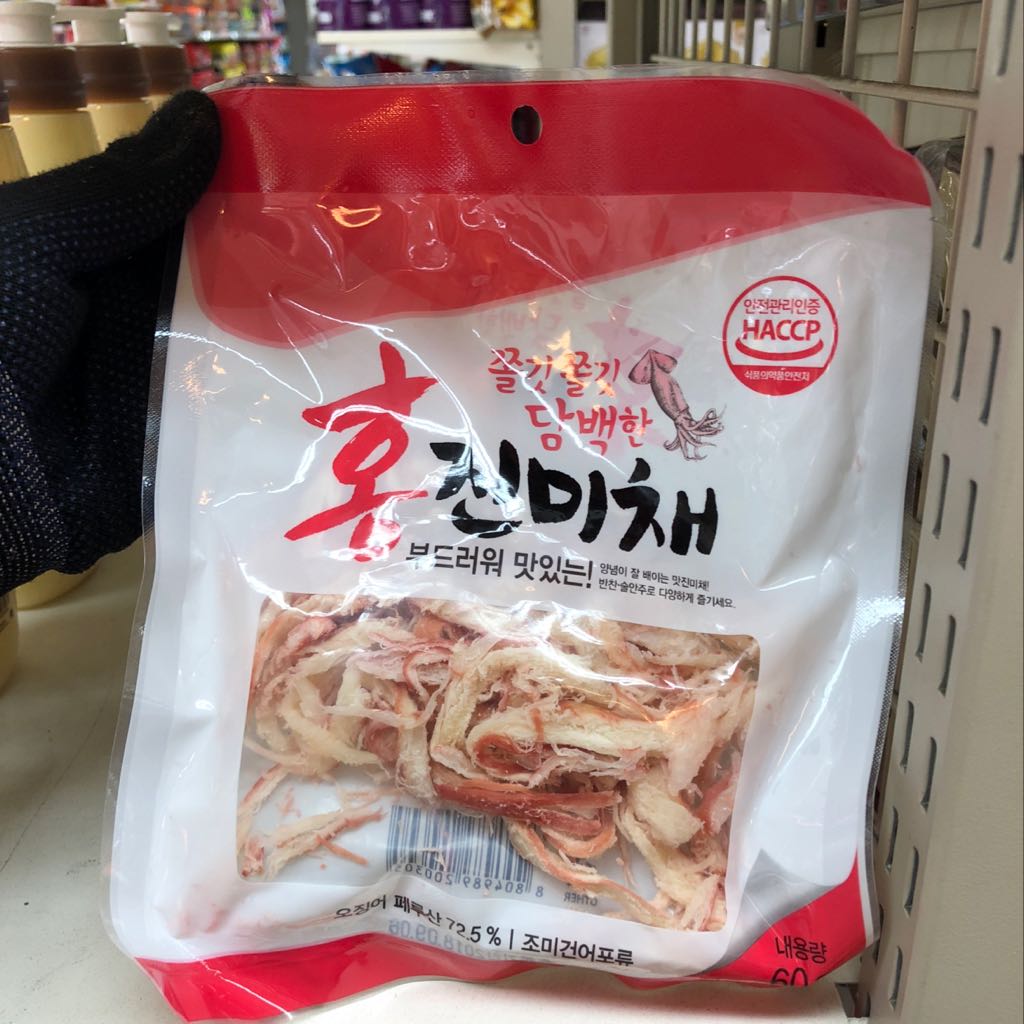 안전관리인증
HACCP
식품의약품안전처
쫄깃쫄깃
담백한
홍진미채
부드러워 맛있는!
양념이 잘 배이는 맛진미채!
반찬·술안주로 다양하게 즐기세요.
오징어 페루산 72.5% | 조미건어포류
내용량
60